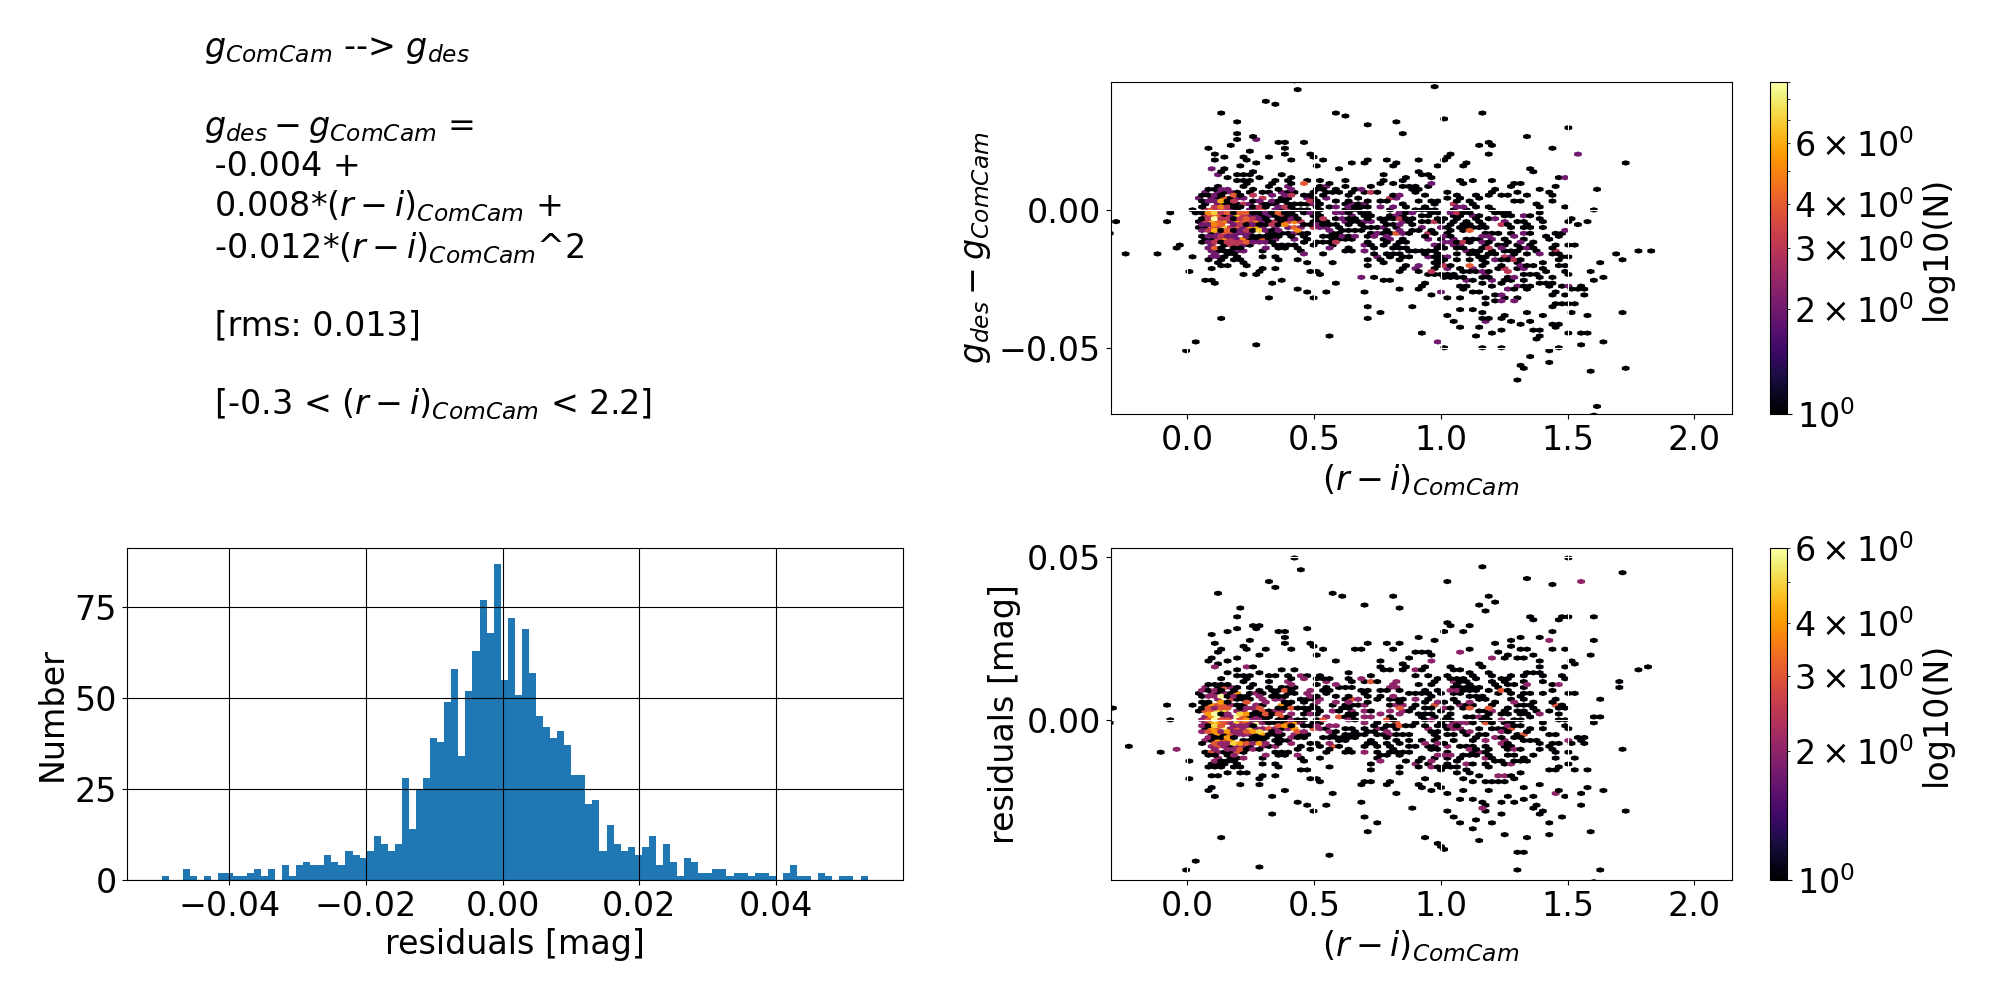 g_ComCam --> g_des
g_des − g_ComCam =
-0.004 +
0.008*(r − i)_ComCam +
-0.012*(r − i)_ComCam^2
[rms: 0.013]
[-0.3 < (r − i)_ComCam < 2.2]
g_des − g_ComCam
0.00
−0.05
0.0 0.5 1.0 1.5 2.0
(r − i)_ComCam
6 × 10^0
4 × 10^0
3 × 10^0
2 × 10^0
10^0
log10(N)
Number
75
50
25
0
−0.04 −0.02 0.00 0.02 0.04
residuals [mag]
residuals [mag]
0.05
0.00
0.0 0.5 1.0 1.5 2.0
(r − i)_ComCam
6 × 10^0
4 × 10^0
3 × 10^0
2 × 10^0
10^0
log10(N)